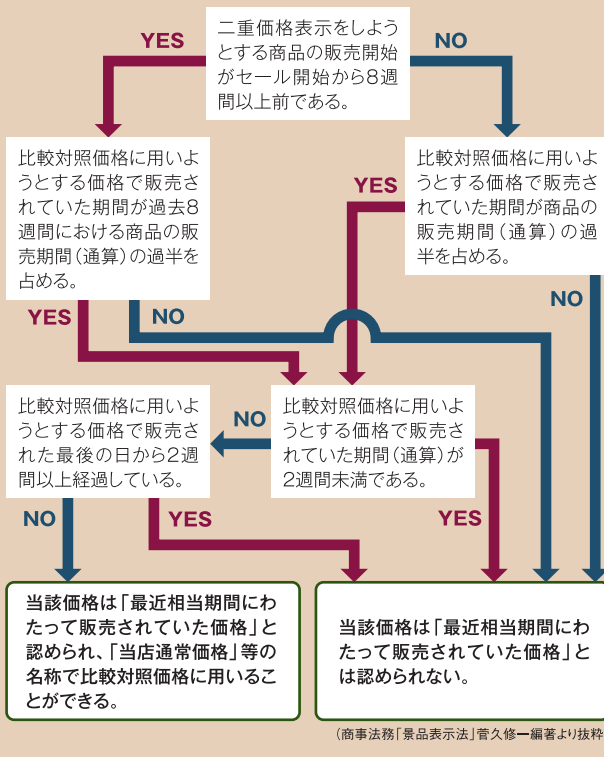 二重価格表示をしよう
とする商品の販売開始
がセール開始から8週
間以上前である。
YES
NO
比較対照価格に用いよ
うとする価格で販売さ
れていた期間が過去8
週間における商品の販
売期間（通算）の過半を
占める。
YES
比較対照価格に用いよ
うとする価格で販売さ
れていた期間が商品の
販売期間（通算）の過
半を占める。
YES
NO
NO
比較対照価格に用いよ
うとする価格で販売さ
れた最後の日から2週
間以上経過している。
NO
比較対照価格に用いよ
うとする価格で販売さ
れていた期間（通算）が
2週間未満である。
NO
YES
YES
当該価格は「最近相当期間にわ
たって販売されていた価格」と
認められ、「当店通常価格」等の
名称で比較対照価格に用いるこ
とができる。
当該価格は「最近相当期間にわ
たって販売されていた価格」と
は認められない。
（商事法務「景品表示法」菅久修一編著より抜粋